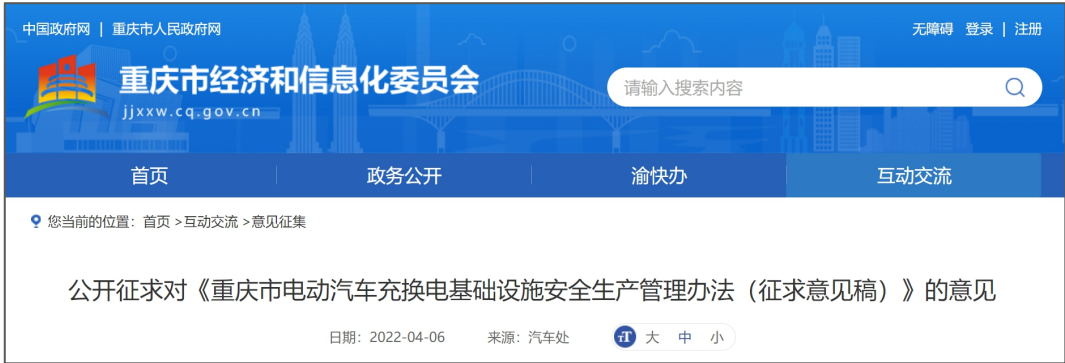 中国政府网 | 重庆市人民政府网
无障碍 登录 | 注册
重庆市经济和信息化委员会
jjxxw.cq.gov.cn
请输入搜索内容
首页 政务公开 渝快办 互动交流
您当前的位置：首页 >互动交流 >意见征集
公开征求对《重庆市电动汽车充换电基础设施安全生产管理办法（征求意见稿）》的意见
日期：2022-04-06 来源：汽车处 大 中 小